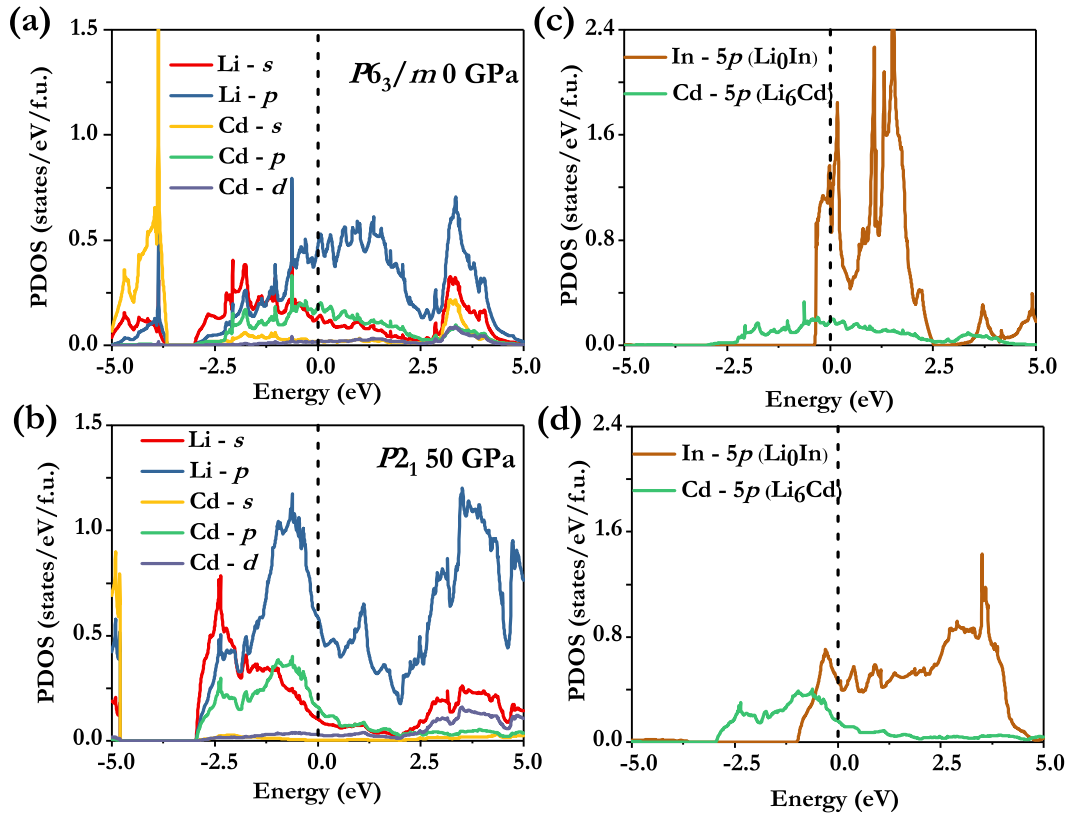 (a)
1.5
1.0
0.5
0.0
PDOS (states/eV/f.u.)
Li - s
Li - p
Cd - s
Cd - p
Cd - d
P6₃/m 0 GPa
-5.0 -2.5 0.0 2.5 5.0
Energy (eV)
(c)
2.4
1.6
0.8
0.0
PDOS (states/eV/f.u.)
In - 5p (Li₀In)
Cd - 5p (Li₆Cd)
-5.0 -2.5 0.0 2.5 5.0
Energy (eV)
(b)
1.5
1.0
0.5
0.0
PDOS (states/eV/f.u.)
Li - s
Li - p
Cd - s
Cd - p
Cd - d
P2₁ 50 GPa
-5.0 -2.5 0.0 2.5 5.0
Energy (eV)
(d)
2.4
1.6
0.8
0.0
PDOS (states/eV/f.u.)
In - 5p (Li₀In)
Cd - 5p (Li₆Cd)
-5.0 -2.5 0.0 2.5 5.0
Energy (eV)